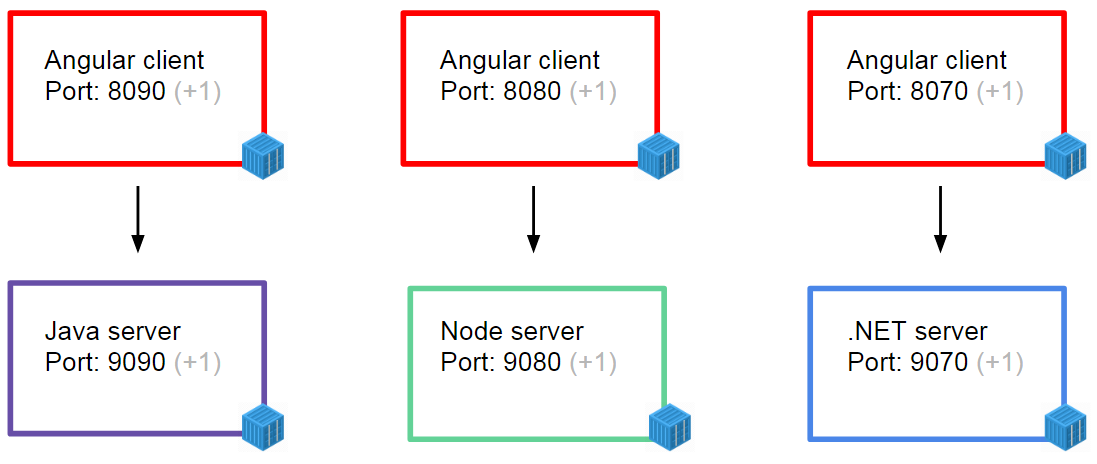 Angular client
Port: 8090 (+1)
Angular client
Port: 8080 (+1)
Angular client
Port: 8070 (+1)
Java server
Port: 9090 (+1)
Node server
Port: 9080 (+1)
.NET server
Port: 9070 (+1)